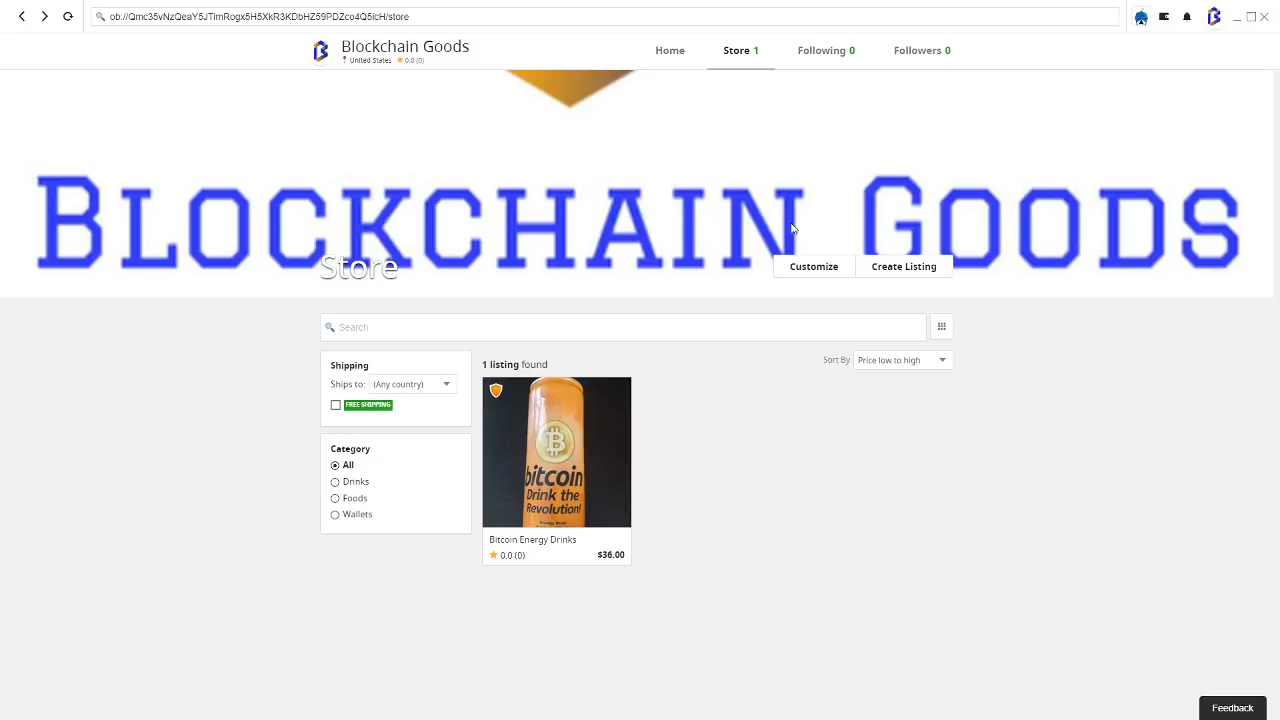 ob://Qmc35vNzQeaY5JTimRogx5H5XkR3KDbHZ59PDZco4Q5icH/store
Blockchain Goods
United States 0.0 (0)
Home Store 1 Following 0 Followers 0
BLOCKCHAIN GOODS
Store
Customize Create Listing
Search
Shipping
Ships to: (Any country)
FREE SHIPPING
Category
All
Drinks
Foods
Wallets
1 listing found
Sort By Price low to high
bitcoin
Drink the
Revolution!
Bitcoin Energy Drinks
0.0 (0) $36.00
Feedback